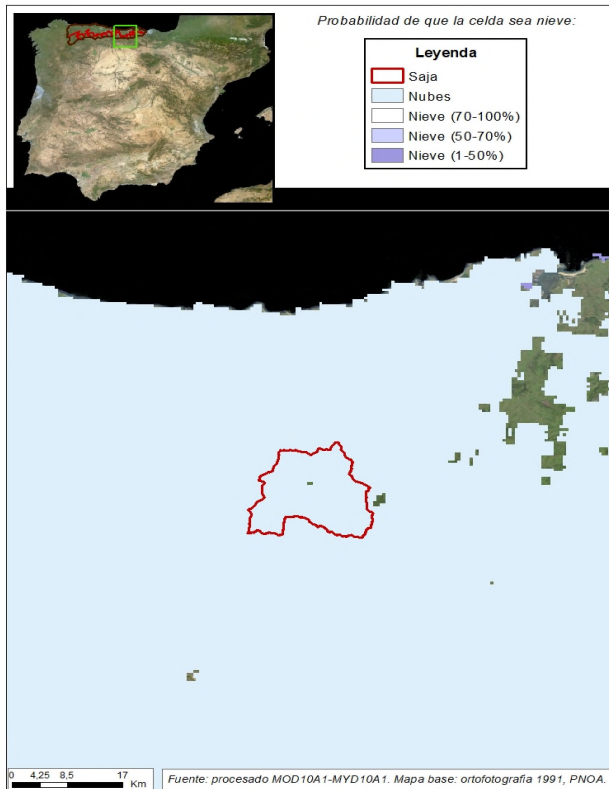 Probabilidad de que la celda sea nieve:
Leyenda
Saja
Nubes
Nieve (70-100%)
Nieve (50-70%)
Nieve (1-50%)
0 4,25 8,5 17
Km
Fuente: procesado MOD10A1-MYD10A1. Mapa base: ortofotografia 1991, PNOA.